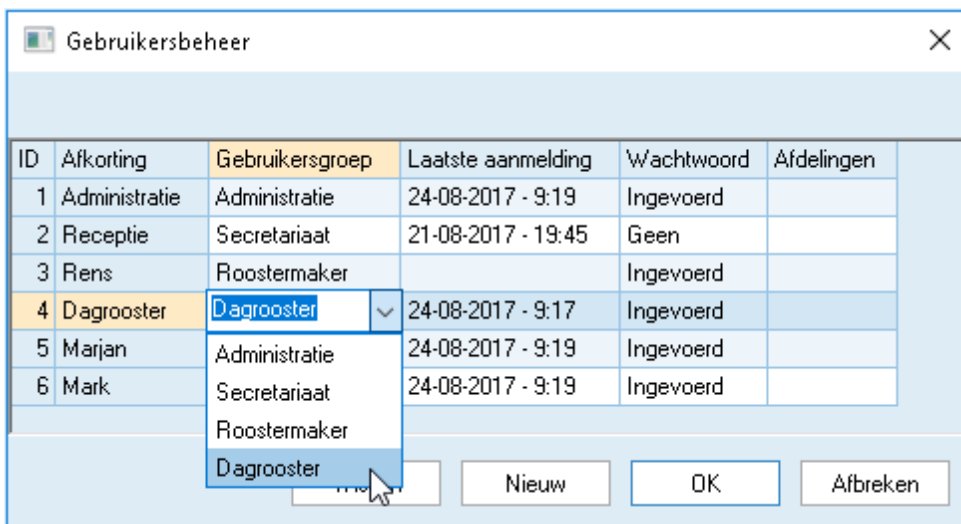 Gebruikersbeheer
ID Afkorting Gebruikersgroep Laatste aanmelding Wachtwoord Afdelingen
1 Administratie Administratie 24-08-2017 - 9:19 Ingevoerd
2 Receptie Secretariaat 21-08-2017 - 19:45 Geen
3 Rens Roostermaker Ingevoerd
4 Dagrooster Dagrooster 24-08-2017 - 9:17 Ingevoerd
5 Marjan 24-08-2017 - 9:19 Ingevoerd
6 Mark 24-08-2017 - 9:19 Ingevoerd
Administratie
Secretariaat
Roostermaker
Dagrooster
Nieuw OK Afbreken